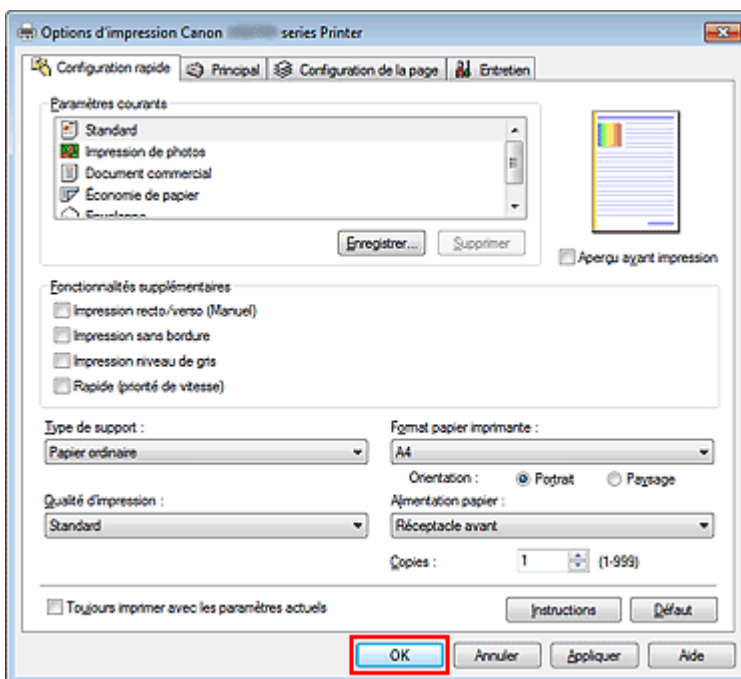 Options d'impression Canon series Printer
Configuration rapide Principal Configuration de la page Entretien
Paramètres courants
Standard
Impression de photos
Document commercial
Économie de papier
Enregistrer... Supprimer
Aperçu avant impression
Fonctionnalités supplémentaires
Impression recto/verso (Manuel)
Impression sans bordure
Impression niveau de gris
Rapide (priorité de vitesse)
Type de support : Format papier imprimante :
Papier ordinaire A4
Orientation : Portrait Paysage
Qualité d'impression : Alimentation papier :
Standard Réceptacle avant
Copies : 1 (1-999)
Toujours imprimer avec les paramètres actuels Instructions Défaut
OK Annuler Appliquer Aide